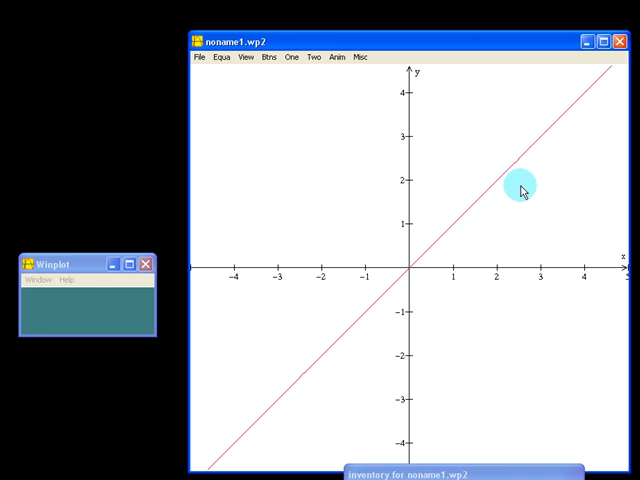 noname1.wp2
File Equa View Btns One Two Anim Misc
y
4
3
2
1
x
-4 -3 -2 -1 1 2 3 4 5
-1
-2
-3
-4
Winplot
Window Help
inventory for noname1.wp2